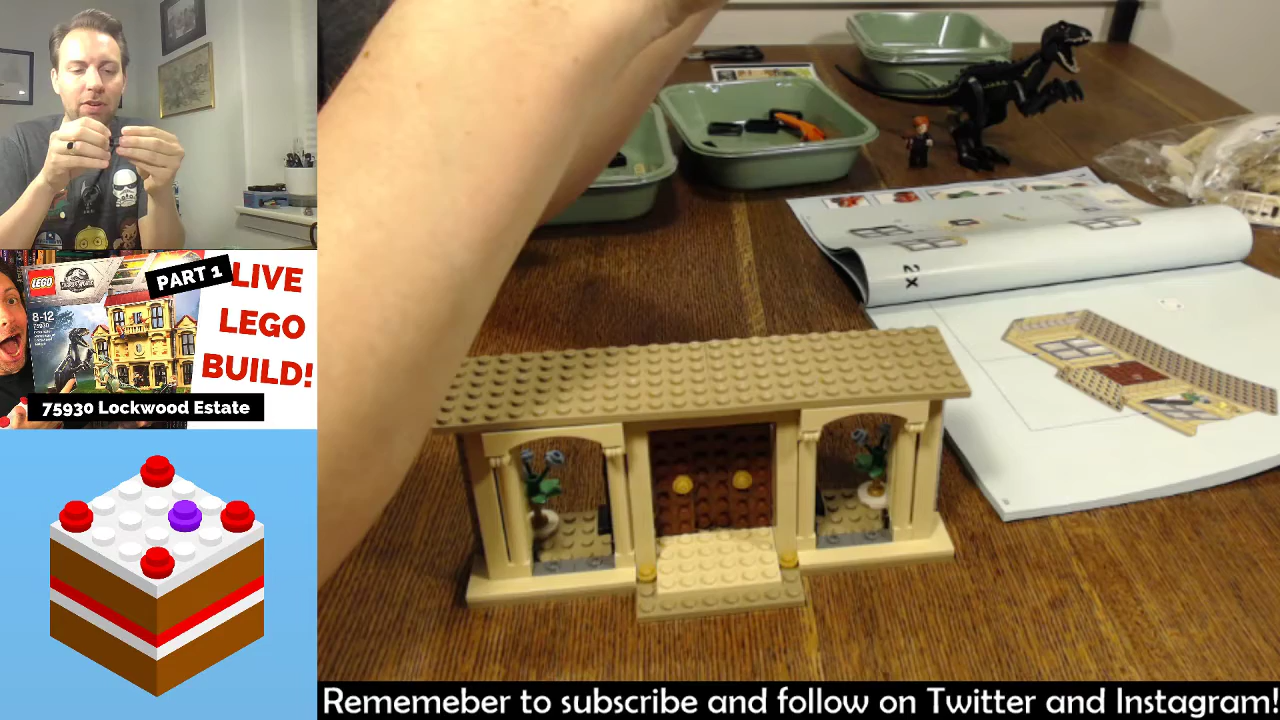 LEGO
PART 1
LIVE
LEGO
BUILD!
8-12
75930
75930 Lockwood Estate
2x
Rememeber to subscribe and follow on Twitter and Instagram!